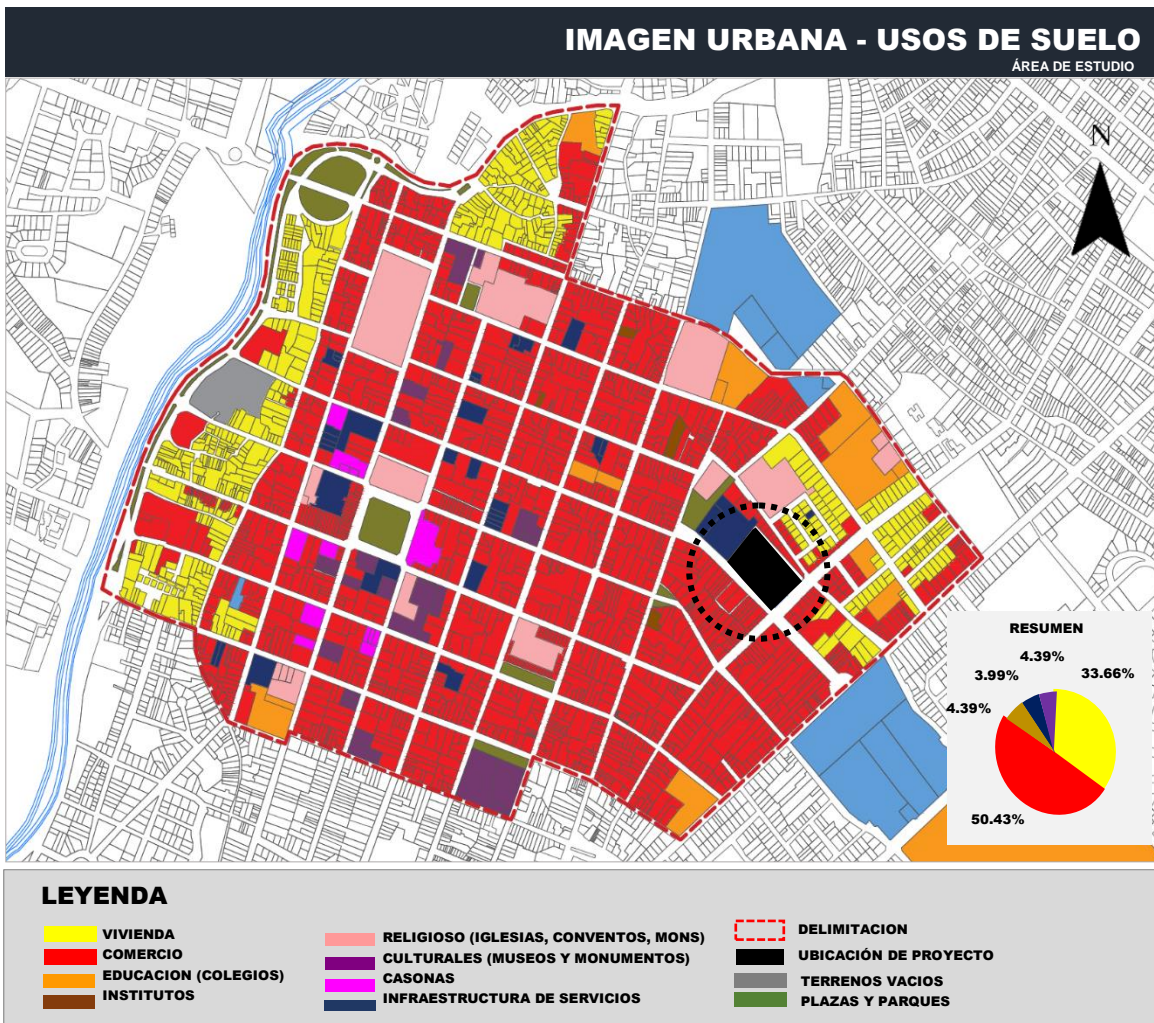 IMAGEN URBANA - USOS DE SUELO
ÁREA DE ESTUDIO
N
RESUMEN
4.39%
3.99%
33.66%
4.39%
50.43%
LEYENDA
VIVIENDA
COMERCIO
EDUCACION (COLEGIOS)
INSTITUTOS
RELIGIOSO (IGLESIAS, CONVENTOS, MONS)
CULTURALES (MUSEOS Y MONUMENTOS)
CASONAS
INFRAESTRUCTURA DE SERVICIOS
DELIMITACION
UBICACIÓN DE PROYECTO
TERRENOS VACIOS
PLAZAS Y PARQUES